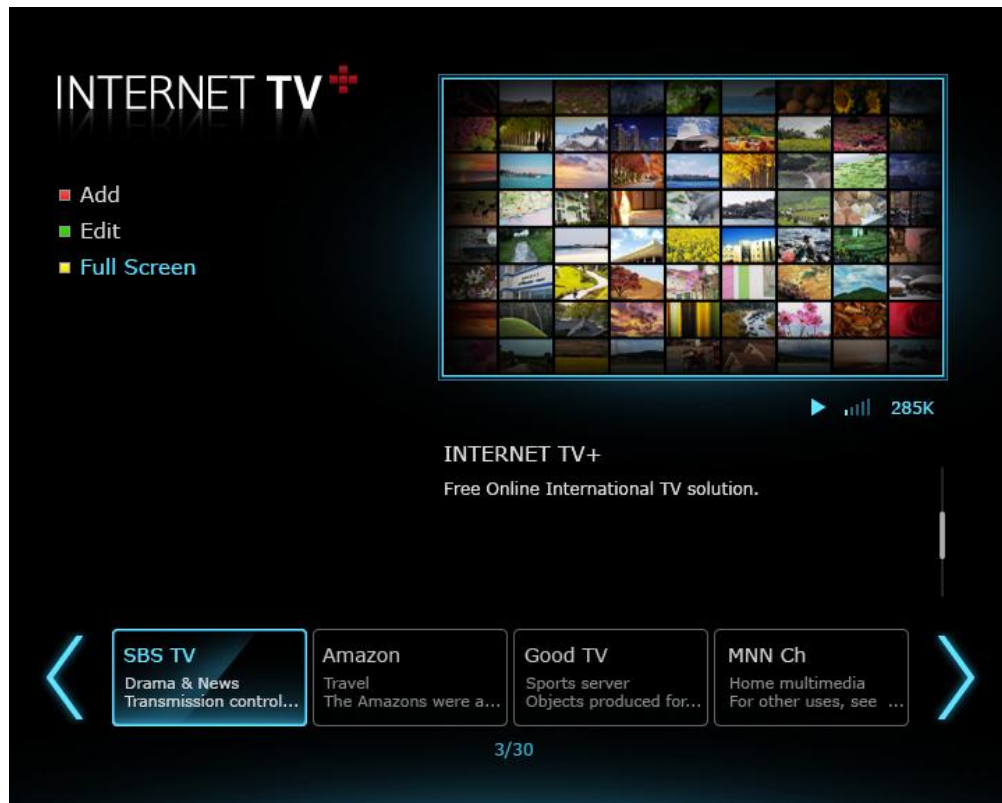 INTERNET TV+
Add
Edit
Full Screen
285K
INTERNET TV+
Free Online International TV solution.
SBS TV
Drama & News
Transmission control...
Amazon
Travel
The Amazons were a...
Good TV
Sports server
Objects produced for...
MNN Ch
Home multimedia
For other uses, see ...
3/30